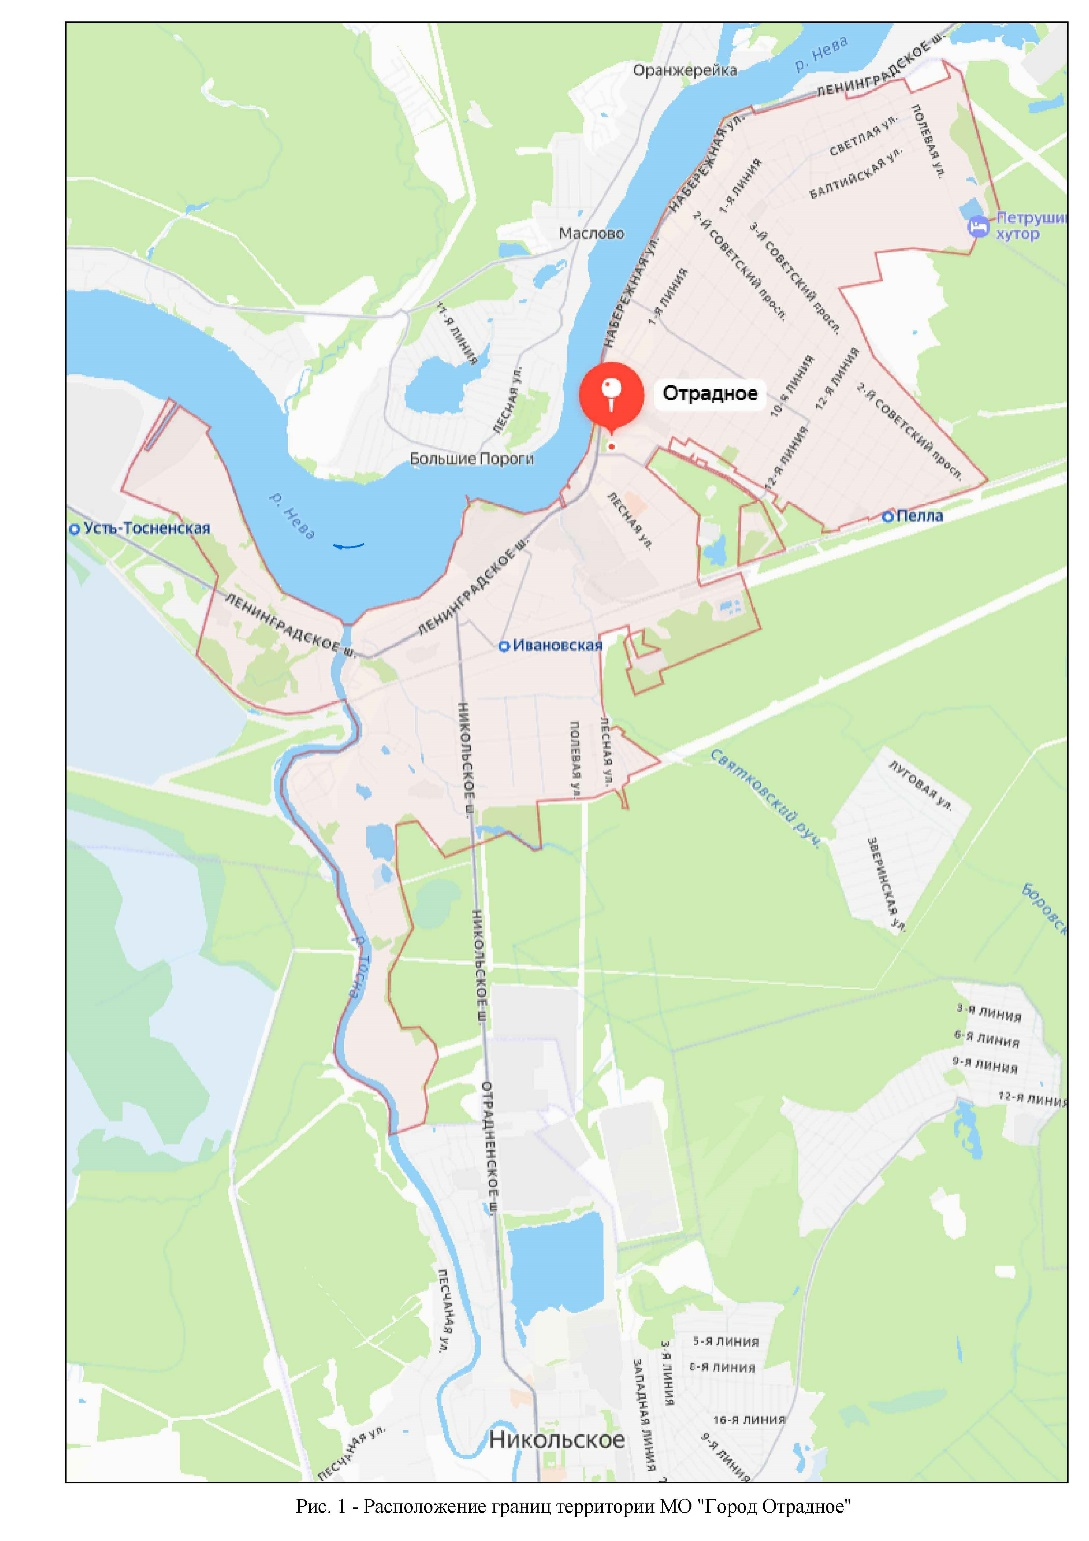 р. Нева
ЛЕНИНГРАДСКОЕ ш.
Оранжерейка
СВЕТЛАЯ ул.
ПОЛЕВАЯ ул.
НАБЕРЕЖНАЯ ул.
1-Я ЛИНИЯ
БАЛТИЙСКАЯ ул.
Петрушин
хутор
Маслово
2-Й СОВЕТСКИЙ просп.
3-Й СОВЕТСКИЙ просп.
НАБЕРЕЖНАЯ ул.
1-Я ЛИНИЯ
11-Я ЛИНИЯ
ЛЕСНАЯ ул.
Отрадное
10-Я ЛИНИЯ
12-Я ЛИНИЯ
2-Й СОВЕТСКИЙ просп.
12-Я ЛИНИЯ
Большие Пороги
р. Нева
ЛЕСНАЯ ул.
Пелла
Усть-Тосненская
ЛЕНИНГРАДСКОЕ ш.
ЛЕНИНГРАДСКОЕ ш.
Ивановская
НИКОЛЬСКОЕ ш.
ПОЛЕВАЯ ул.
ЛЕСНАЯ ул.
Святковский руч.
ЛУГОВАЯ ул.
ЗВЕРИНСКАЯ ул.
Боровск
р. Тосна
НИКОЛЬСКОЕ ш.
3-Я ЛИНИЯ
6-Я ЛИНИЯ
9-Я ЛИНИЯ
12-Я ЛИНИЯ
ОТРАДНЕНСКОЕ ш.
ПЕСЧАНАЯ ул.
5-Я ЛИНИЯ
3-Я ЛИНИЯ
8-Я ЛИНИЯ
ЗАПАДНАЯ ЛИНИЯ
16-Я ЛИНИЯ
9-Я ЛИНИЯ
ПЕСЧАНАЯ ул.
Никольское
Рис. 1 - Расположение границ территории МО "Город Отрадное"